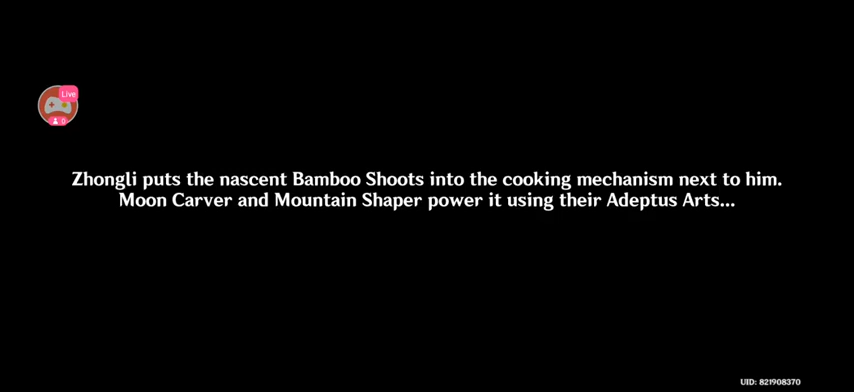 Live
0
Zhongli puts the nascent Bamboo Shoots into the cooking mechanism next to him.
Moon Carver and Mountain Shaper power it using their Adeptus Arts...
UID: 821908370